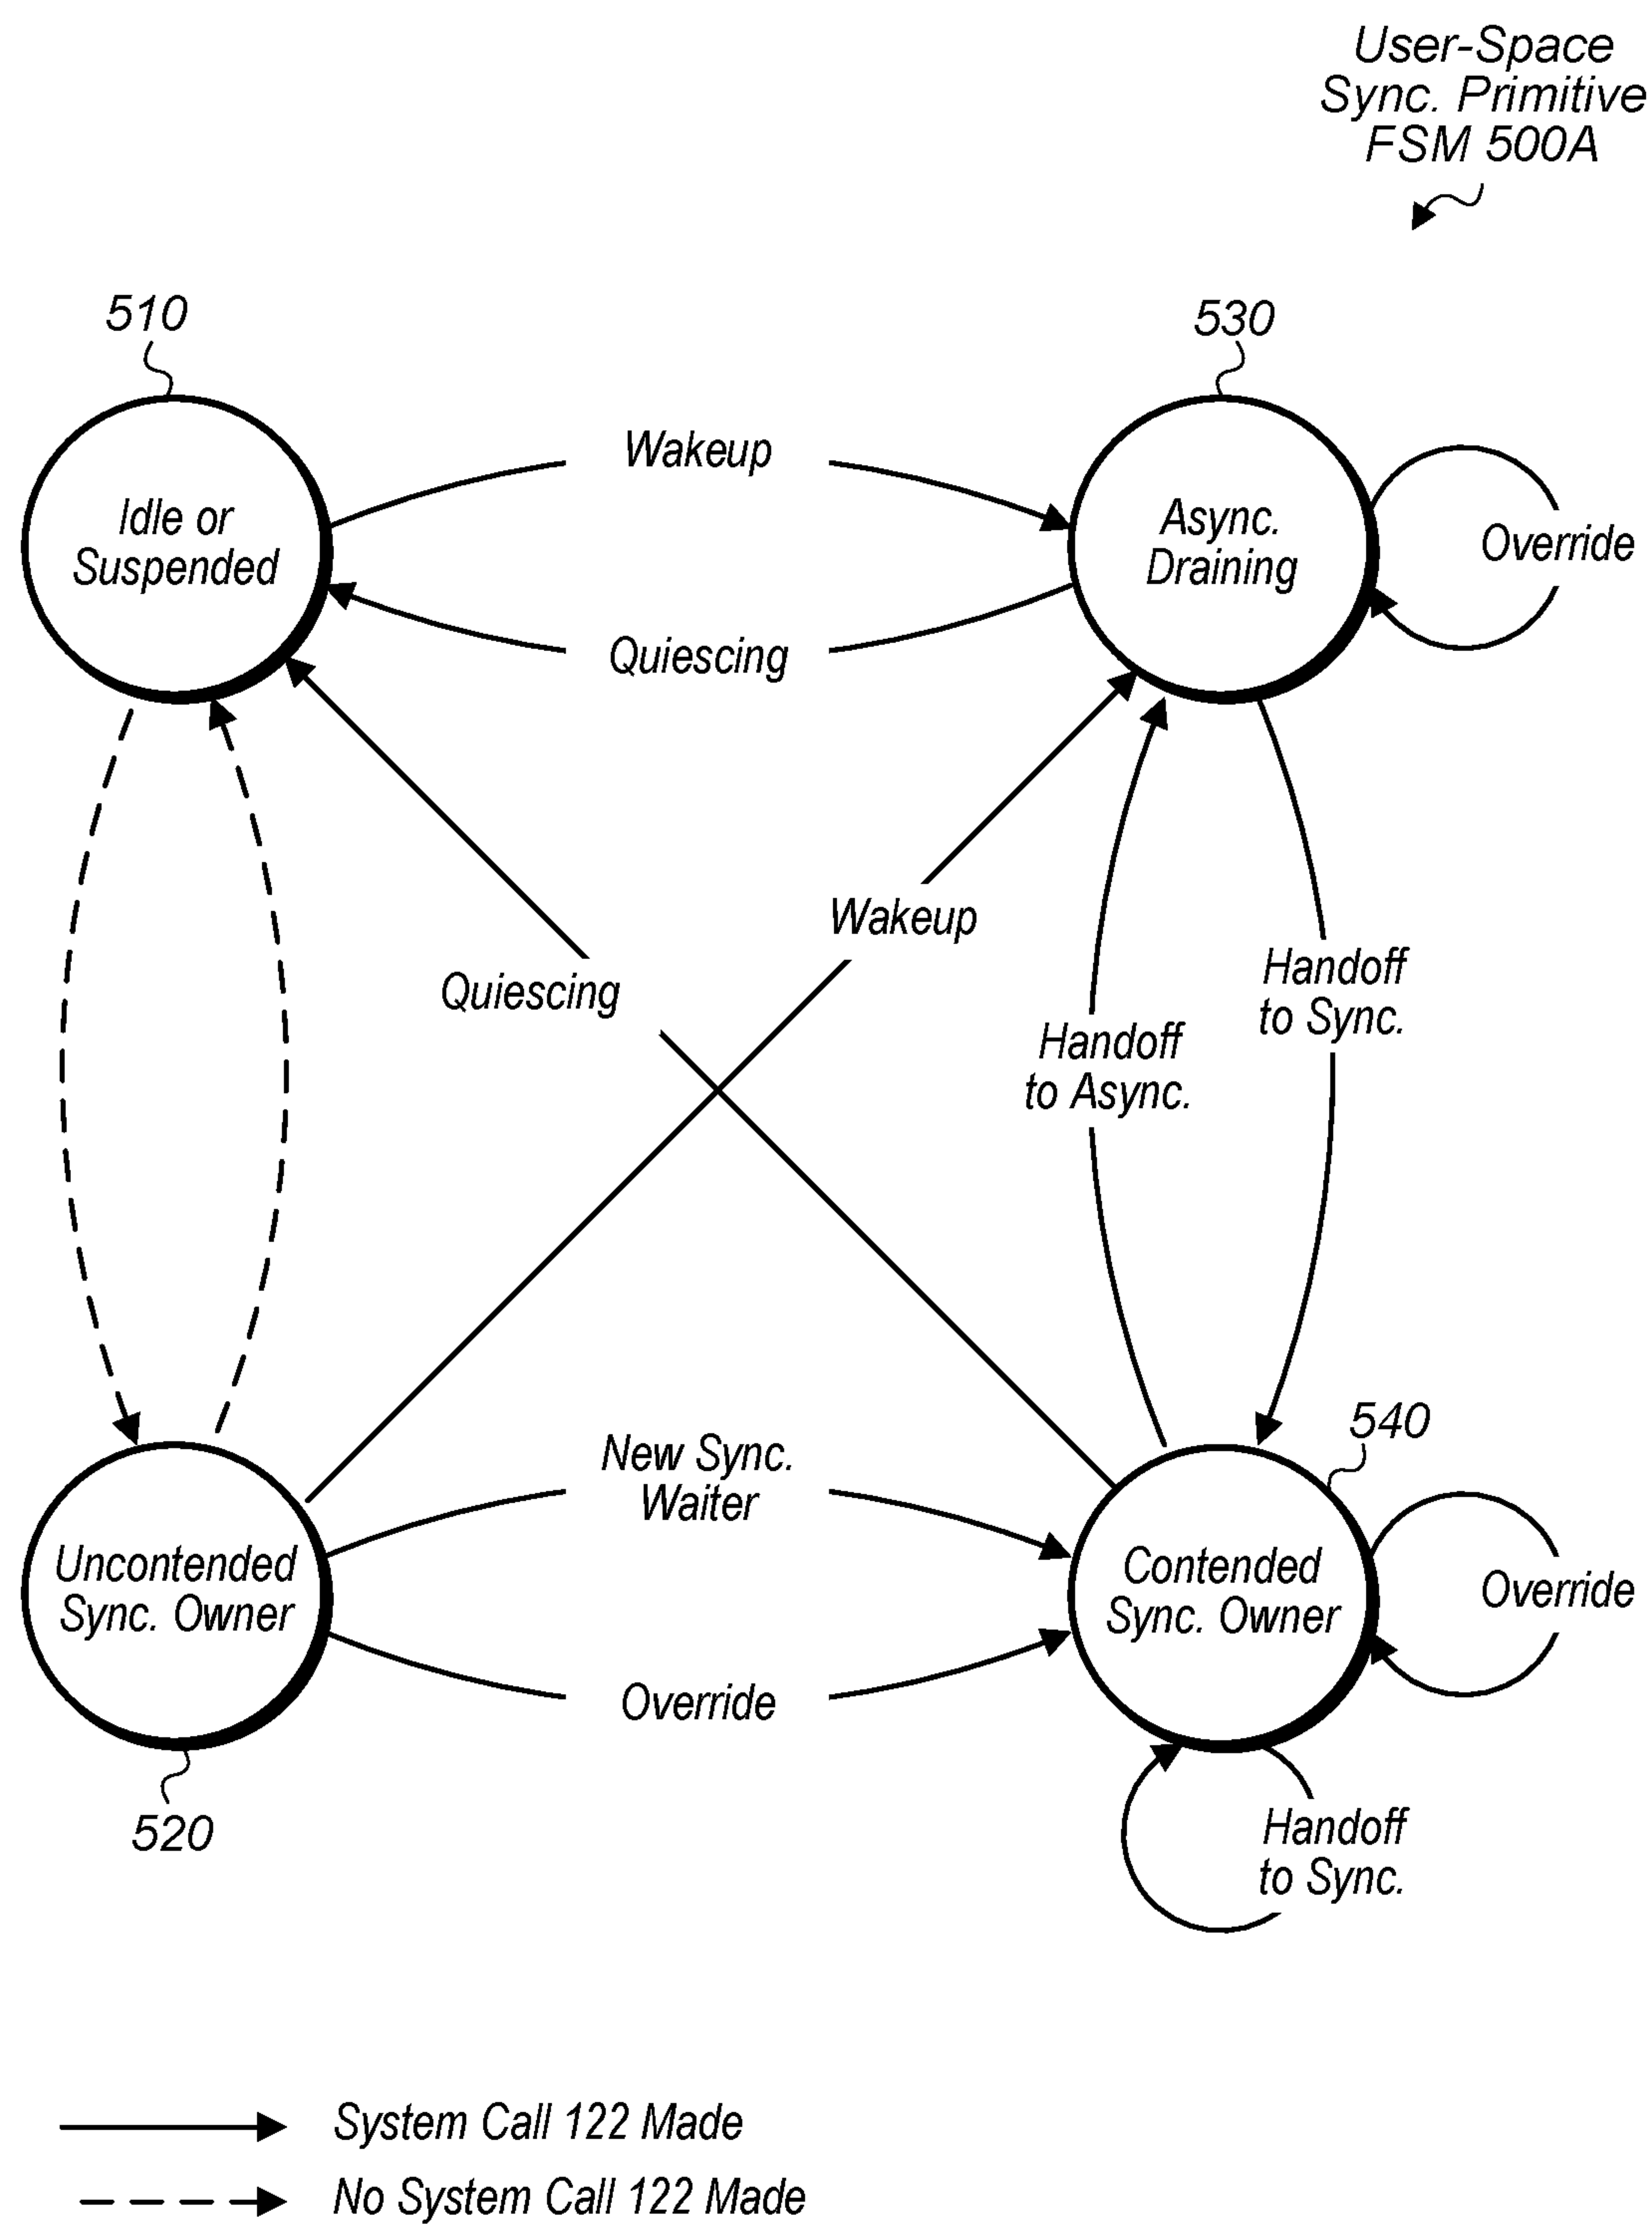 User-Space
Sync. Primitive
FSM 500A
510
530
Idle or
Suspended
Wakeup
Async.
Draining
Override
Quiescing
Wakeup
Quiescing
Handoff
to Sync.
Handoff
to Async.
540
New Sync.
Waiter
Uncontended
Sync. Owner
Contended
Sync. Owner
Override
Override
520
Handoff
to Sync.
System Call 122 Made
No System Call 122 Made